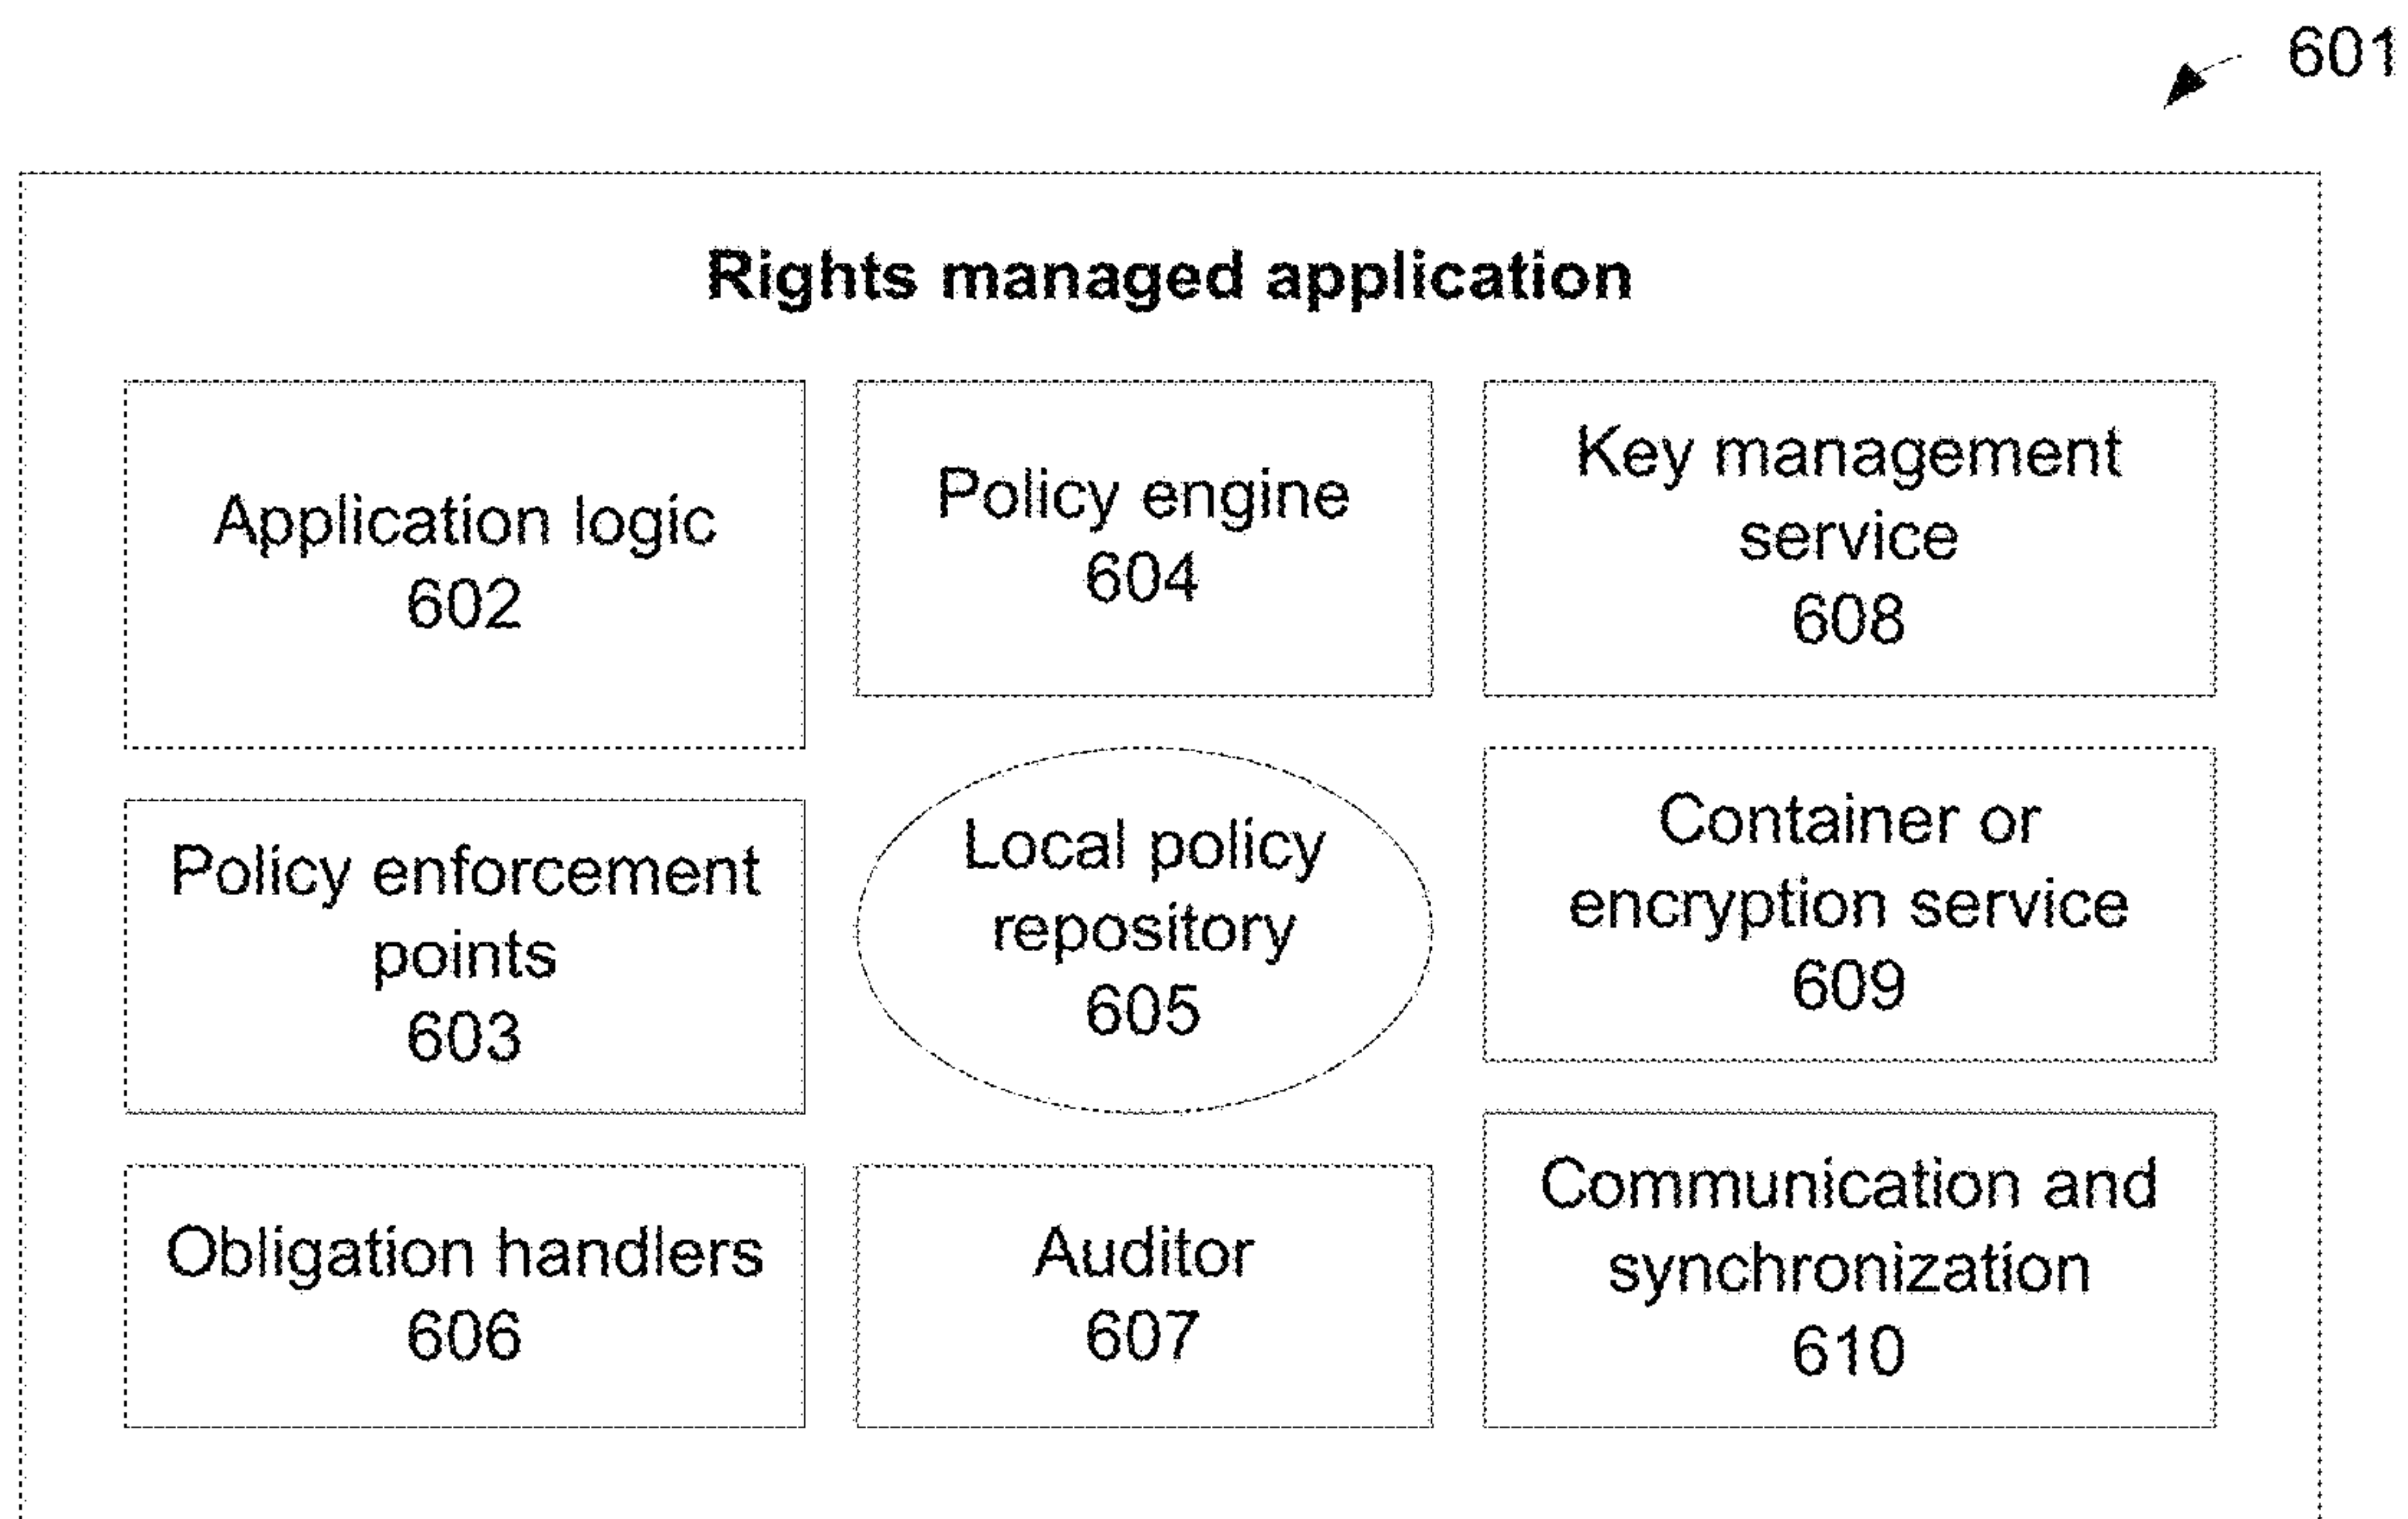 601
Rights managed application
Application logic
602
Policy engine
604
Key management
service
608
Policy enforcement
points
603
Local policy
repository
605
Container or
encryption service
609
Obligation handlers
606
Auditor
607
Communication and
synchronization
610